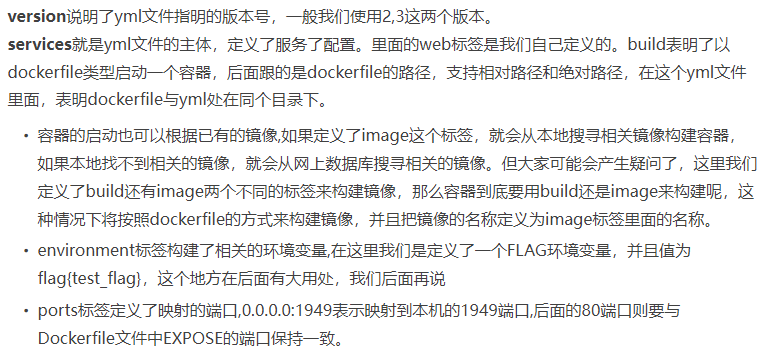 version说明了yml文件指明的版本号，一般我们使用2,3这两个版本。
services就是yml文件的主体，定义了服务了配置。里面的web标签是我们自己定义的。build表明了以
dockerfile类型启动一个容器，后面跟的是dockerfile的路径，支持相对路径和绝对路径，在这个yml文件
里面，表明dockerfile与yml处在同个目录下。
• 容器的启动也可以根据已有的镜像,如果定义了image这个标签，就会从本地搜寻相关镜像构建容器，
如果本地找不到相关的镜像，就会从网上数据库搜寻相关的镜像。但大家可能会产生疑问了，这里我们
定义了build还有image两个不同的标签来构建镜像，那么容器到底要用build还是image来构建呢，这
种情况下将按照dockerfile的方式来构建镜像，并且把镜像的名称定义为image标签里面的名称。
• environment标签构建了相关的环境变量,在这里我们是定义了一个FLAG环境变量，并且值为
flag{test_flag}，这个地方在后面有大用处，我们后面再说
• ports标签定义了映射的端口,0.0.0.0:1949表示映射到本机的1949端口,后面的80端口则要与
Dockerfile文件中EXPOSE的端口保持一致。